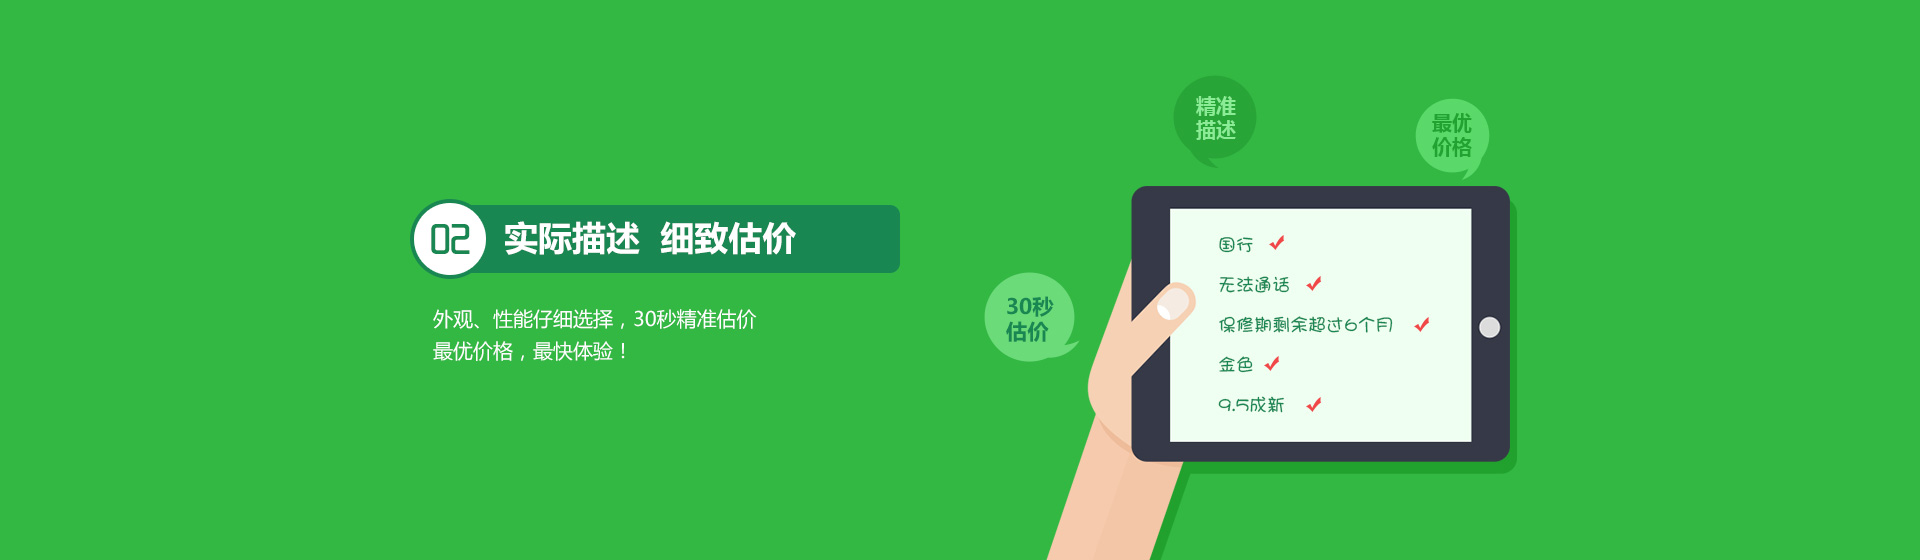 02
实际描述 细致估价
外观、性能仔细选择，30秒精准估价
最优价格，最快体验！
30秒
估价
精准
描述
最优
价格
国行
无法通话
保修期剩余超过6个月
金色
9.5成新